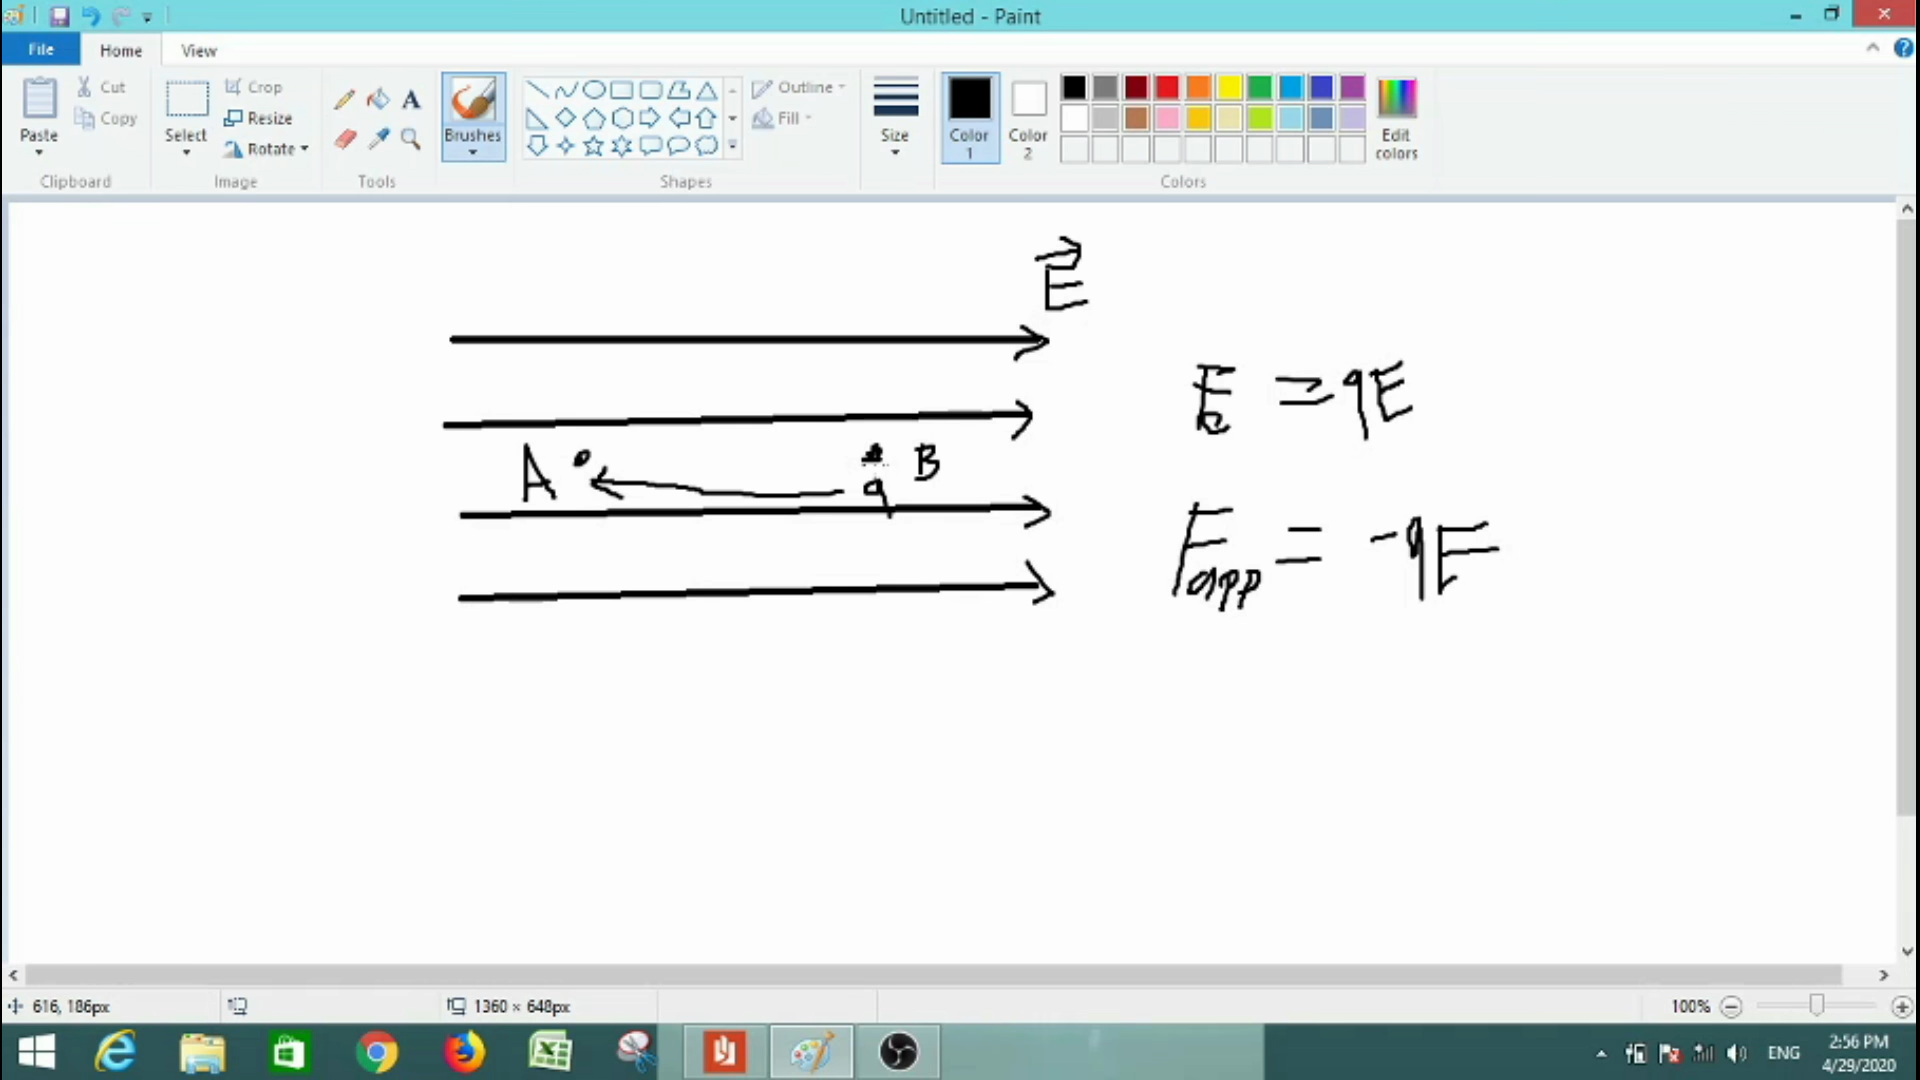 Untitled - Paint
File Home View
Paste
Cut
Copy
Clipboard
Select
Crop
Resize
Rotate
Image
Tools
Brushes
Shapes
Outline
Fill
Size
Color 1
Color 2
Edit colors
Colors
E
= qE
A
q B
Fapp = -qE
616, 186px
1360 × 648px
100%
ENG
2:56 PM
4/29/2020